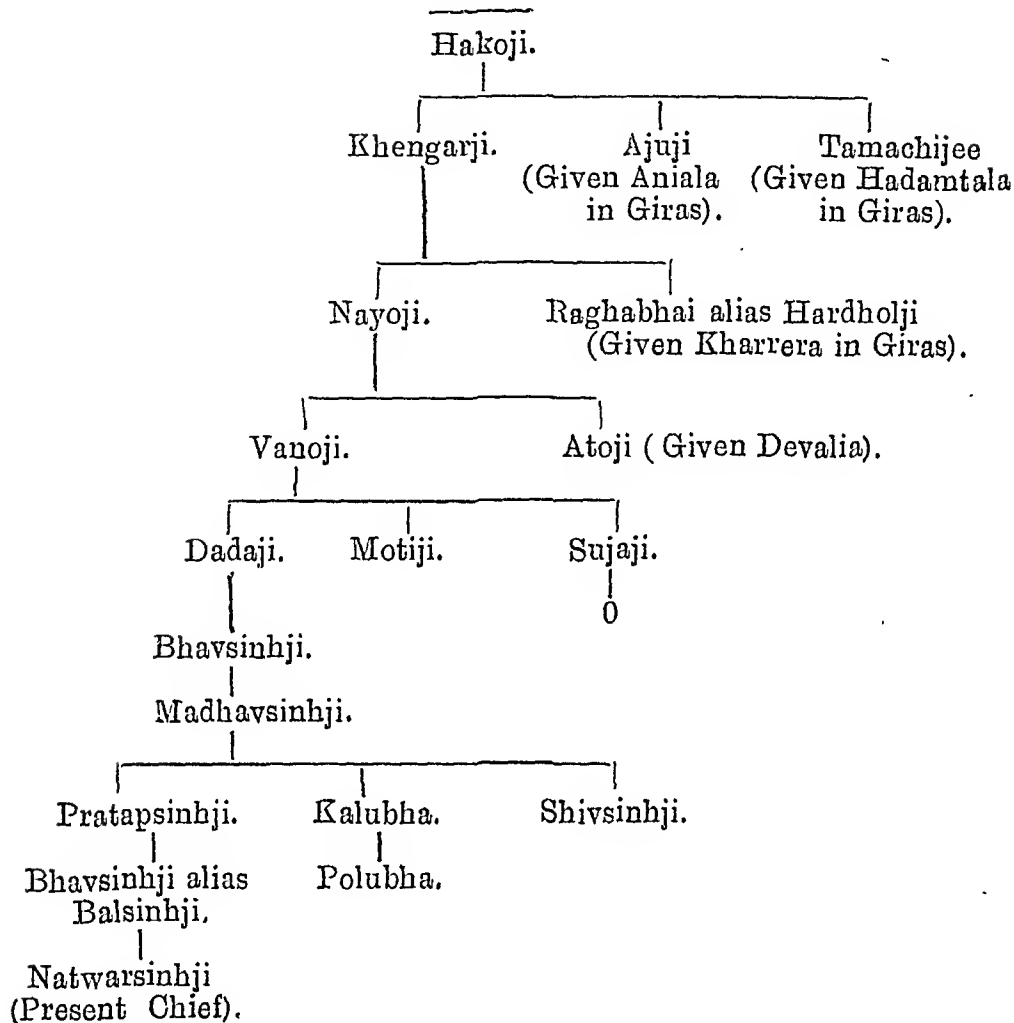 Hakoji.
Khengarji. Ajuji Tamachijee
(Given Aniala (Given Hadamtala
in Giras). in Giras).
Nayoji. Raghabhai alias Hardholji
(Given Kharrera in Giras).
Vanoji. Atoji ( Given Devalia).
Dadaji. Motiji. Sujaji.
0
Bhavsinhji.
Madhavsinhji.
Pratapsinhji. Kalubha. Shivsinhji.
Bhavsinhji alias Polubha.
Balsinhji.
Natwarsinhji
(Present Chief).